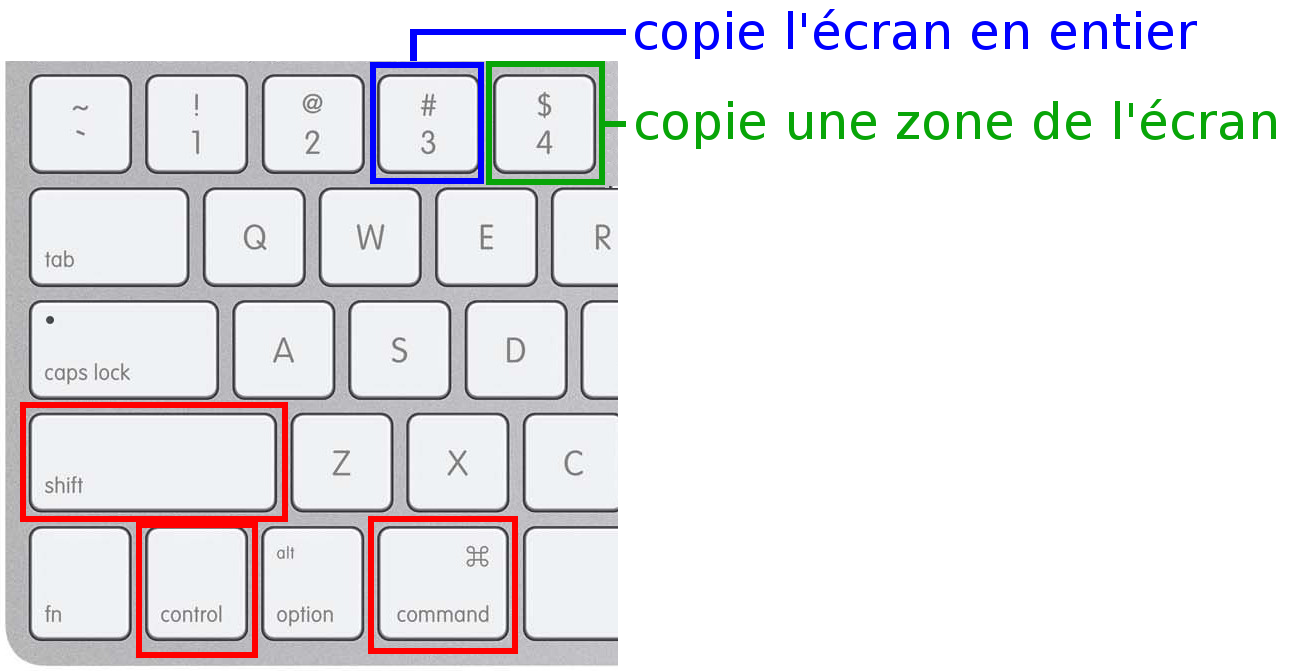 copie l'écran en entier
copie une zone de l'écran
~ ! @ # $
` 1 2 3 4
tab Q W E R
caps lock A S D
shift Z X C
alt ⌘
fn control option command